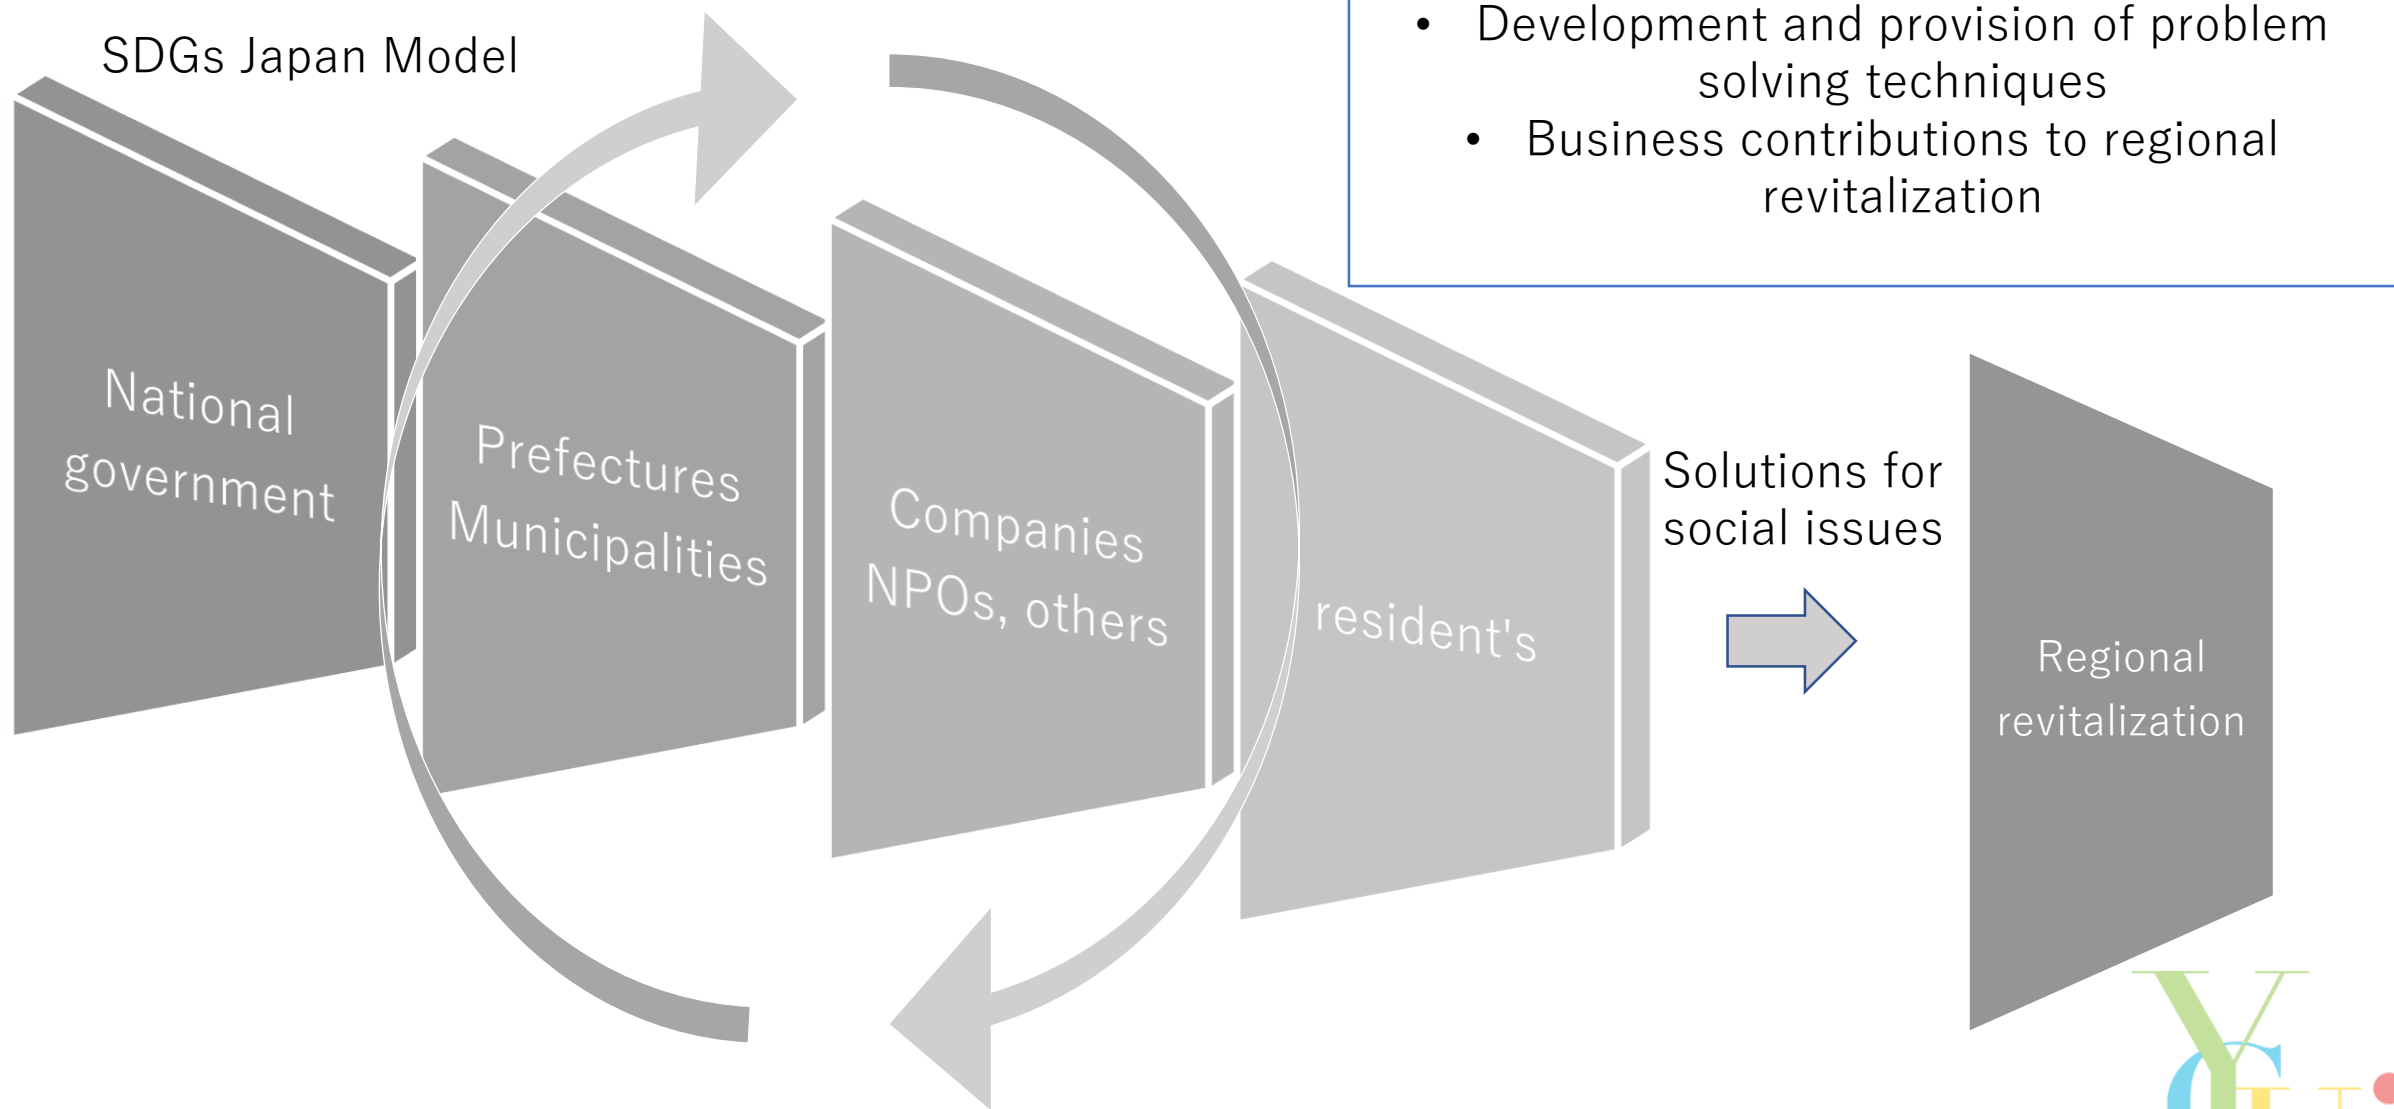 SDGs Japan Model
• Development and provision of problem
solving techniques
• Business contributions to regional
revitalization
National
government
Prefectures
Municipalities
Companies
NPOs, others
resident's
Solutions for
social issues
Regional
revitalization